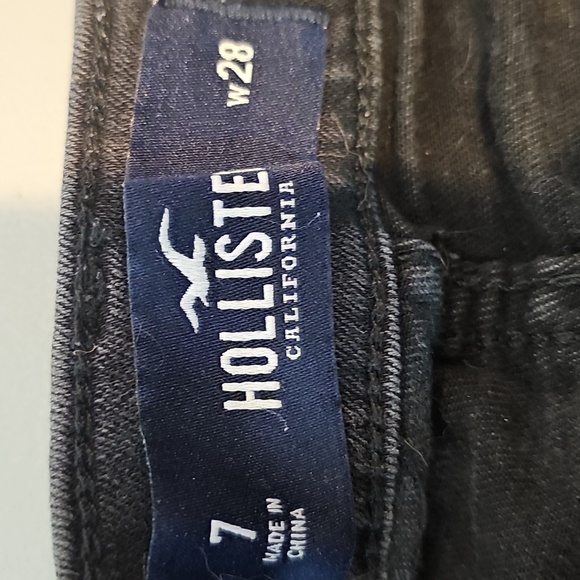 7
MADE IN
CHINA
HOLLISTE
CALIFORNIA
W28